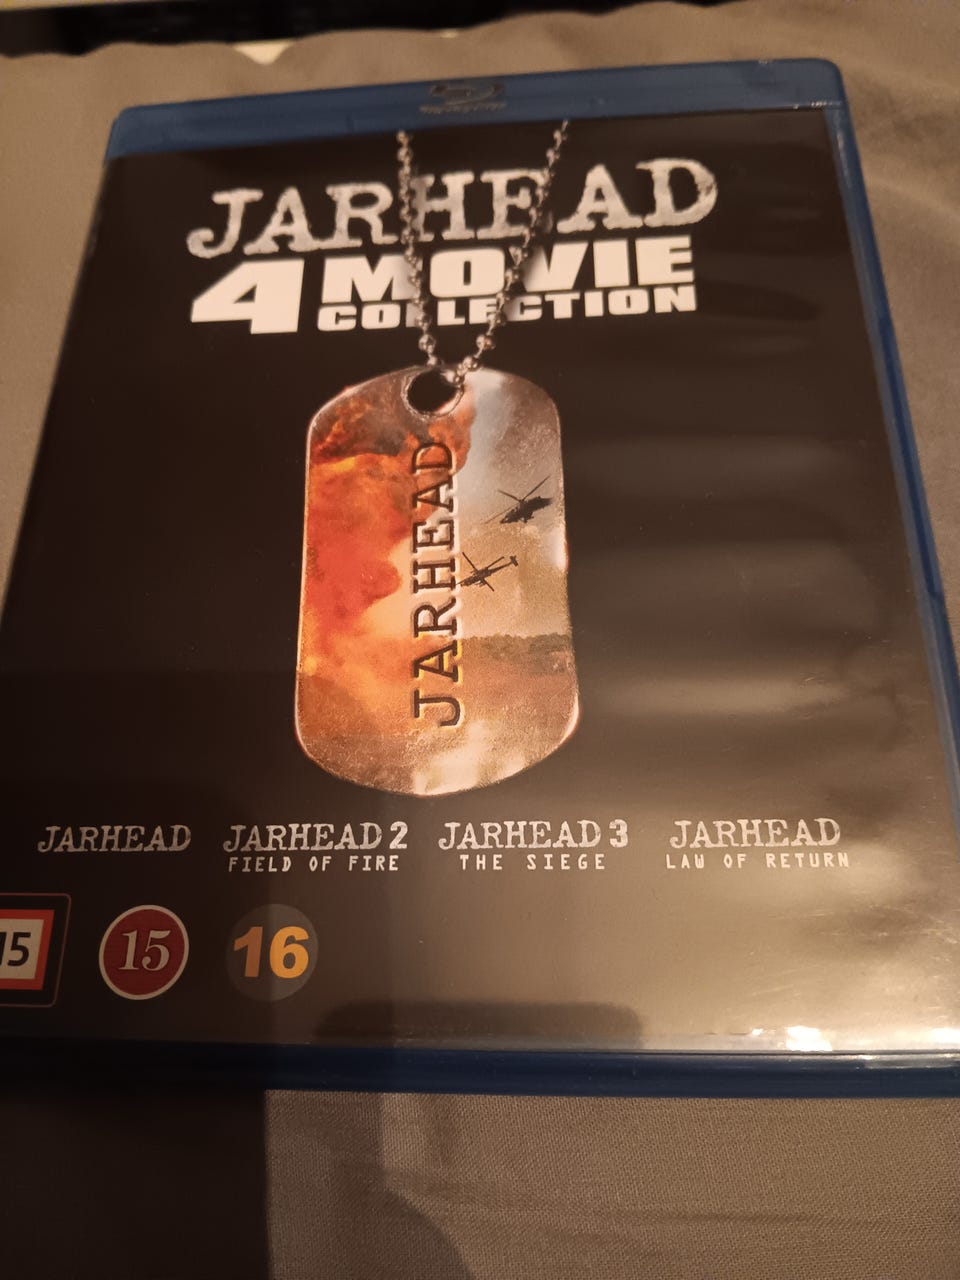 JARHEAD
4 MOVIE
COLLECTION
JARHEAD
JARHEAD
JARHEAD 2
FIELD OF FIRE
JARHEAD 3
THE SIEGE
JARHEAD
LAW OF RETURN
15
15
16